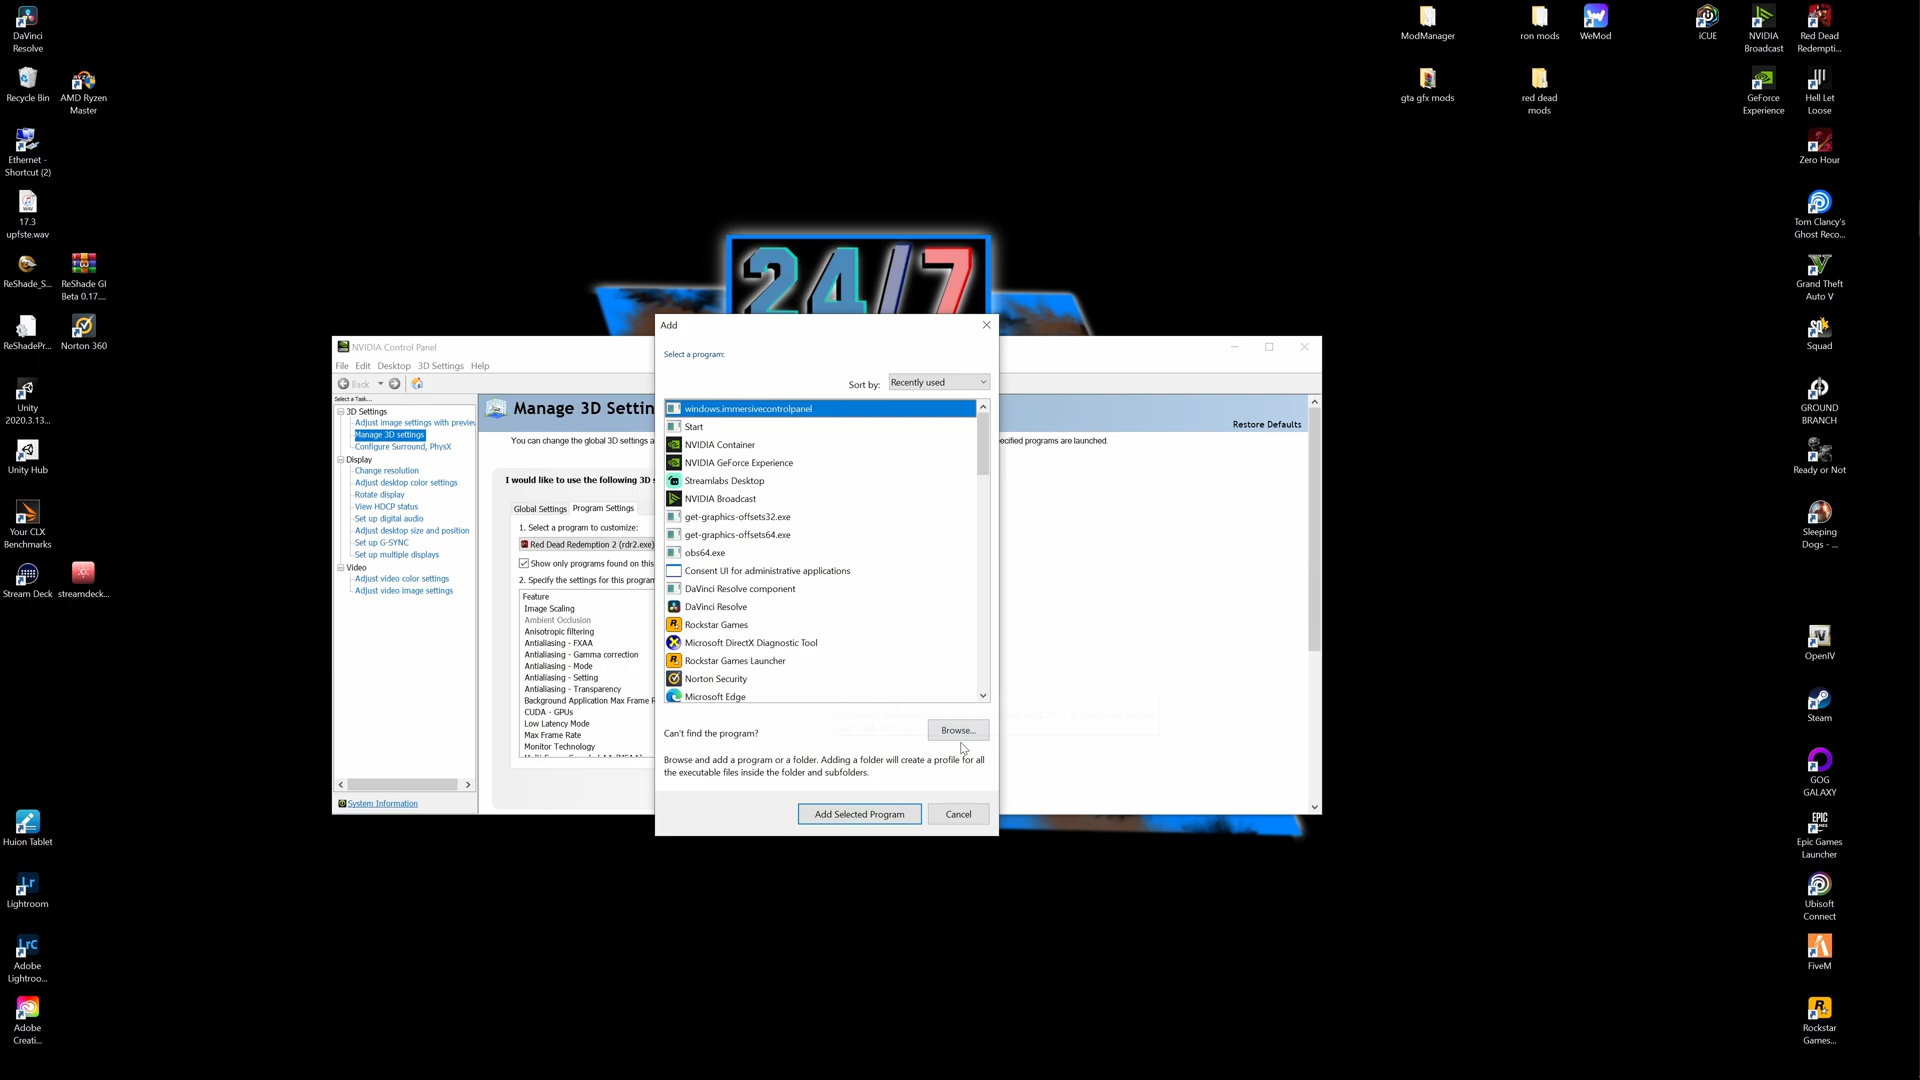 DaVinci
Resolve
Recycle Bin
AMD Ryzen
Master
Ethernet -
Shortcut (2)
17.3
upfste.wav
ReShade_S...
ReShade GI
Beta 0.17....
ReShadePr...
Norton 360
Unity
2020.3.13...
Unity Hub
Your CLX
Benchmarks
Stream Deck
streamdeck...
Huion Tablet
Lightroom
Adobe
Lightroo...
Adobe
Creati...
24/7
NVIDIA Control Panel
File Edit Desktop 3D Settings Help
Back
Select a Task...
3D Settings
Adjust image settings with preview
Manage 3D settings
Configure Surround, PhysX
Display
Change resolution
Adjust desktop color settings
Rotate display
View HDCP status
Set up digital audio
Adjust desktop size and position
Set up G-SYNC
Set up multiple displays
Video
Adjust video color settings
Adjust video image settings
System Information
Manage 3D Settin
Restore Defaults
You can change the global 3D settings a
ecified programs are launched.
I would like to use the following 3D s
Global Settings Program Settings
1. Select a program to customize:
Red Dead Redemption 2 (rdr2.exe)
Show only programs found on this
2. Specify the settings for this program
Feature
Image Scaling
Ambient Occlusion
Anisotropic filtering
Antialiasing - FXAA
Antialiasing - Gamma correction
Antialiasing - Mode
Antialiasing - Setting
Antialiasing - Transparency
Background Application Max Frame R
CUDA - GPUs
Low Latency Mode
Max Frame Rate
Monitor Technology
Add
Select a program:
Sort by: Recently used
windows.immersivecontrolpanel
Start
NVIDIA Container
NVIDIA GeForce Experience
Streamlabs Desktop
NVIDIA Broadcast
get-graphics-offsets32.exe
get-graphics-offsets64.exe
obs64.exe
Consent UI for administrative applications
DaVinci Resolve component
DaVinci Resolve
Rockstar Games
Microsoft DirectX Diagnostic Tool
Rockstar Games Launcher
Norton Security
Microsoft Edge
Can't find the program?
Browse...
Browse and add a program or a folder. Adding a folder will create a profile for all
the executable files inside the folder and subfolders.
Add Selected Program
Cancel
ModManager
ron mods
WeMod
iCUE
NVIDIA
Broadcast
Red Dead
Redempti...
gta gfx mods
red dead
mods
GeForce
Experience
Hell Let
Loose
Zero Hour
Tom Clancy's
Ghost Reco...
Grand Theft
Auto V
Squad
GROUND
BRANCH
Ready or Not
Sleeping
Dogs - ...
OpenIV
Steam
GOG
GALAXY
Epic Games
Launcher
Ubisoft
Connect
FiveM
Rockstar
Games...